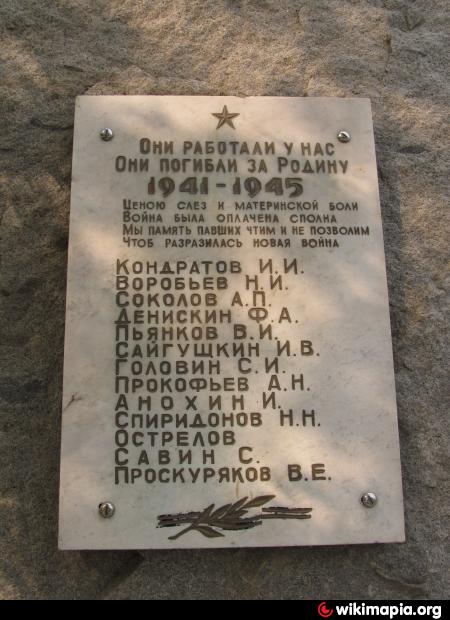 Они работали у нас
Они погибли за Родину
1941-1945
Ценою слез и материнской боли
Война была оплачена сполна
Мы память павших чтим и не позволим
Чтоб разразилась новая война
Кондратов И.И.
Воробьев Н.И.
Соколов А.П.
Денискин Ф.А.
Пьянков В.И.
Сайгушкин И.В.
Головин С.И.
Прокофьев А.Н.
Анохин И.
Спиридонов Н.Н.
Острелов
Савин С.
Проскуряков В.Е.
wikimapia.org